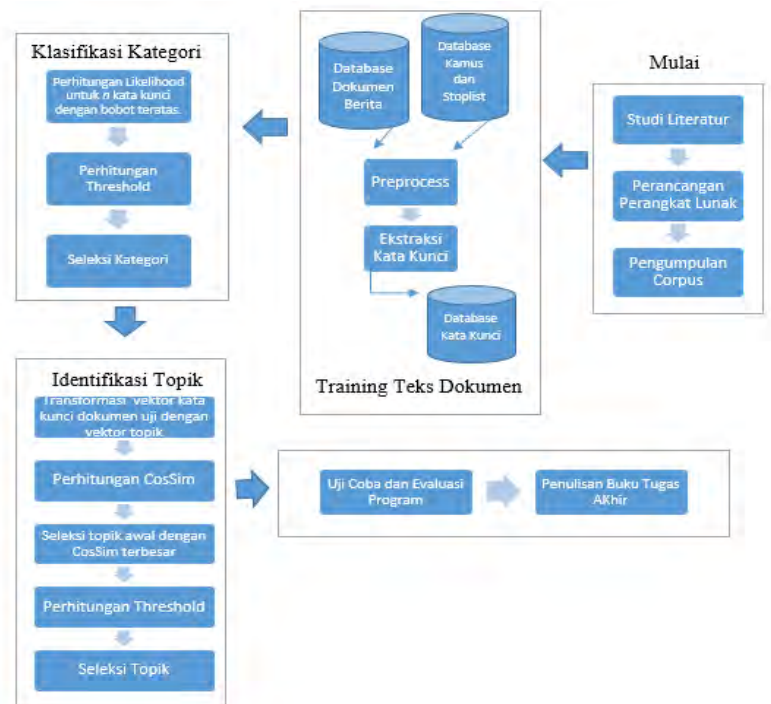 Mulai
Studi Literatur
Perancangan
Perangkat Lunak
Pengumpulan
Corpus
Database
Dokumen
Berita
Database
Kamus
dan
Stoplist
Preprocess
Ekstraksi
Kata Kunci
Database
Kata Kunci
Training Teks Dokumen
Klasifikasi Kategori
Perhitungan Likelihood
untuk n kata kunci
dengan bobot teratas.
Perhitungan
Threshold
Seleksi Kategori
Identifikasi Topik
Transformasi vektor kata
kunci dokumen uji dengan
vektor topik
Perhitungan CosSim
Seleksi topik awal dengan
CosSim terbesar
Perhitungan Threshold
Seleksi Topik
Uji Coba dan Evaluasi
Program
Penulisan Buku Tugas
AKhir